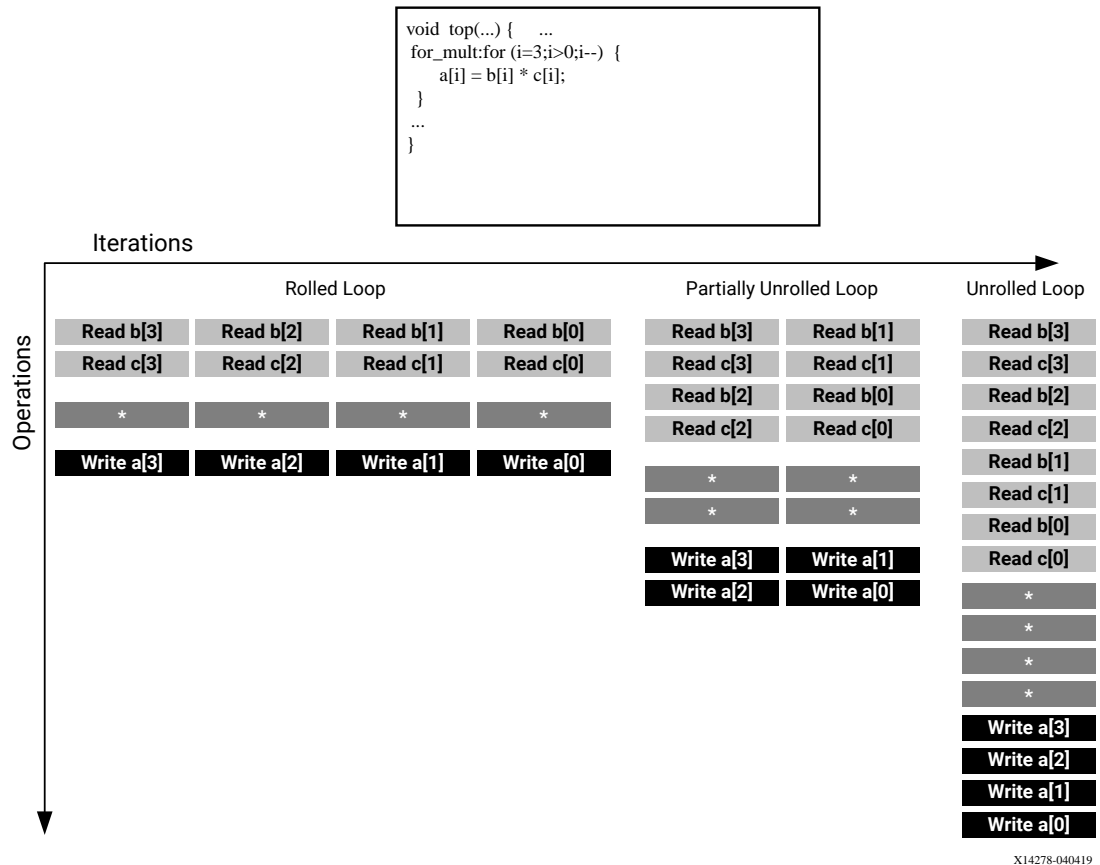 void top(...) { ...
for_mult:for (i=3;i>0;i--) {
a[i] = b[i] * c[i];
}
...
}
Iterations
Operations
Rolled Loop
Partially Unrolled Loop
Unrolled Loop
Read b[3] Read b[2] Read b[1] Read b[0]
Read c[3] Read c[2] Read c[1] Read c[0]
* * * *
Write a[3] Write a[2] Write a[1] Write a[0]
Read b[3] Read b[1]
Read c[3] Read c[1]
Read b[2] Read b[0]
Read c[2] Read c[0]
* *
* *
Write a[3] Write a[1]
Write a[2] Write a[0]
Read b[3]
Read c[3]
Read b[2]
Read c[2]
Read b[1]
Read c[1]
Read b[0]
Read c[0]
*
*
*
*
Write a[3]
Write a[2]
Write a[1]
Write a[0]
X14278-040419